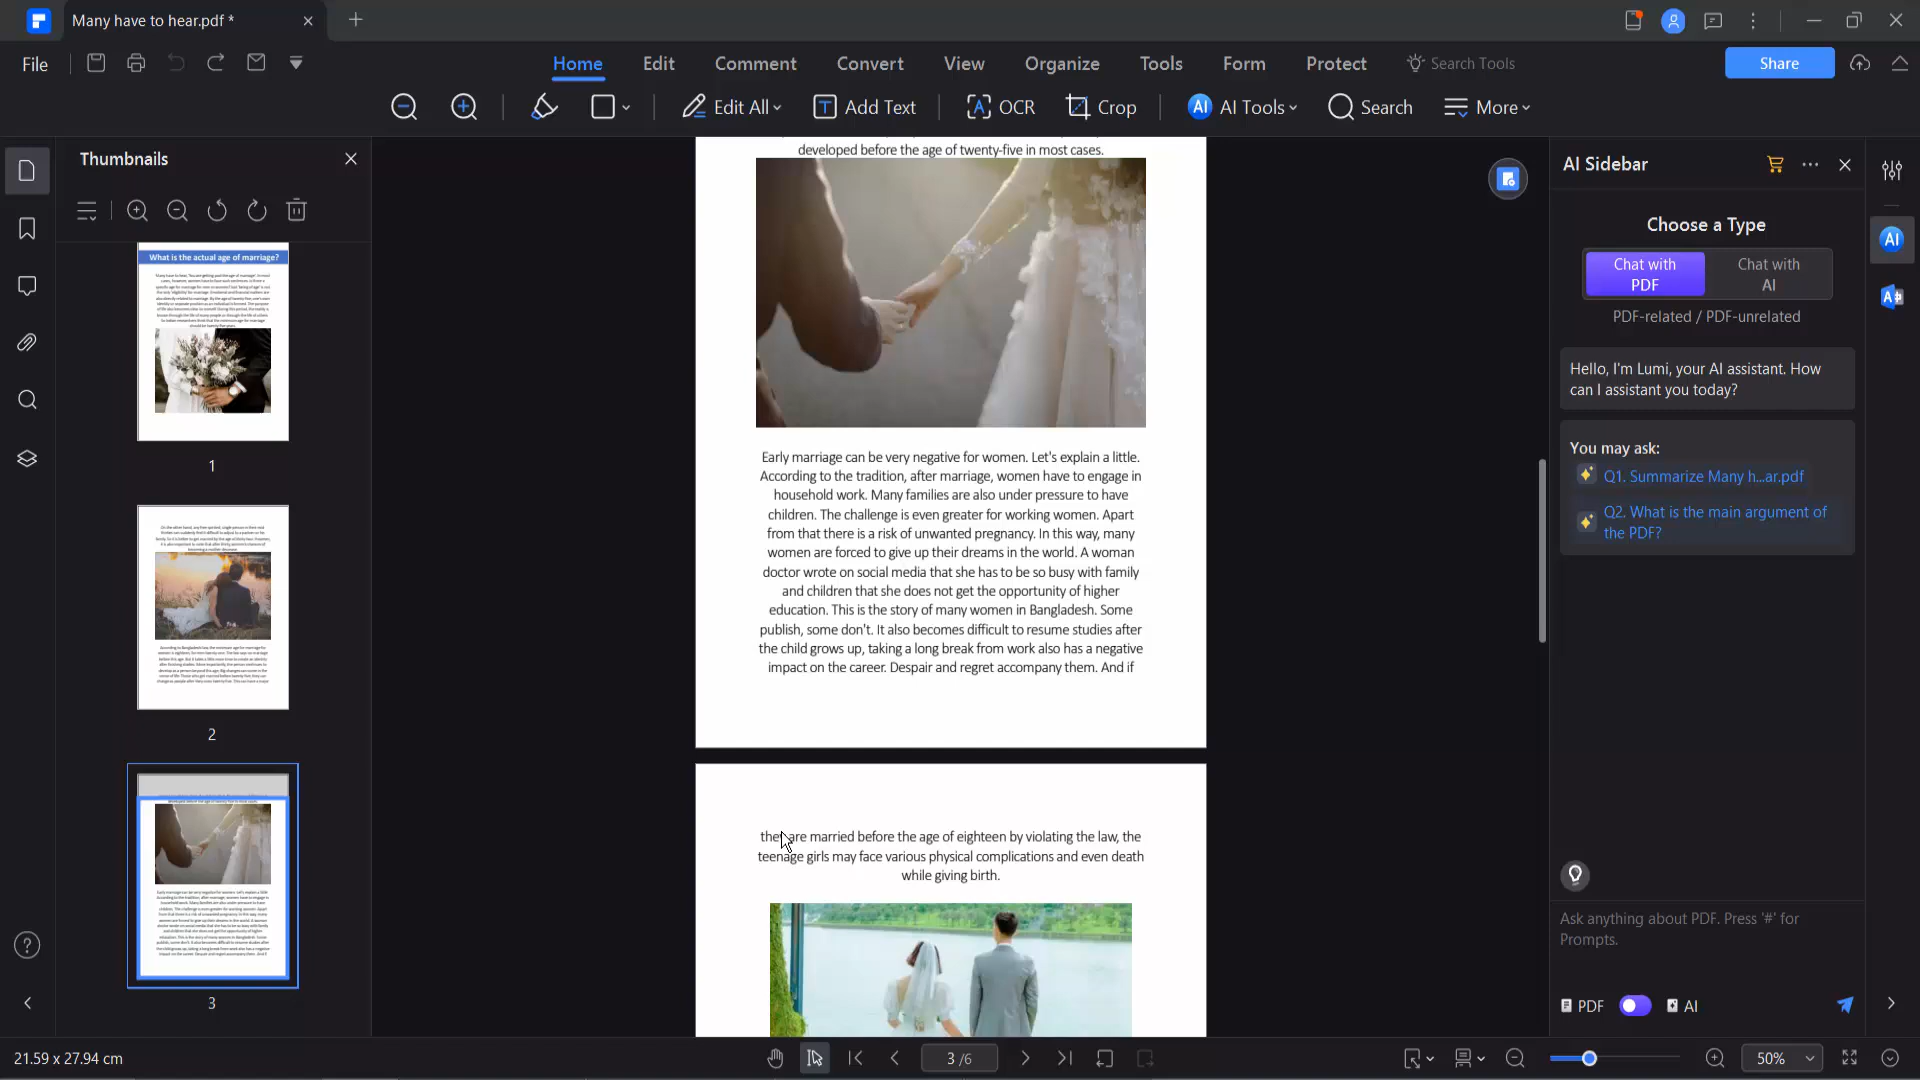 Many have to hear.pdf *
File
Home
Edit
Comment
Convert
View
Organize
Tools
Form
Protect
Search Tools
Share
Edit All
Add Text
OCR
Crop
AI
AI Tools
Search
More
Thumbnails
What is the actual age of marriage?
1
2
3
developed before the age of twenty-five in most cases.
Early marriage can be very negative for women. Let's explain a little.
According to the tradition, after marriage, women have to engage in
household work. Many families are also under pressure to have
children. The challenge is even greater for working women. Apart
from that there is a risk of unwanted pregnancy. In this way, many
women are forced to give up their dreams in the world. A woman
doctor wrote on social media that she has to be so busy with family
and children that she does not get the opportunity of higher
education. This is the story of many women in Bangladesh. Some
publish, some don't. It also becomes difficult to resume studies after
the child grows up, taking a long break from work also has a negative
impact on the career. Despair and regret accompany them. And if
they are married before the age of eighteen by violating the law, the
teenage girls may face various physical complications and even death
while giving birth.
AI Sidebar
Choose a Type
Chat with
PDF
Chat with
AI
PDF-related / PDF-unrelated
Hello, I'm Lumi, your AI assistant. How
can I assistant you today?
You may ask:
Q1. Summarize Many h...ar.pdf
Q2. What is the main argument of
the PDF?
Ask anything about PDF. Press '#' for
Prompts.
PDF
AI
AI
21.59 x 27.94 cm
3 /6
50%